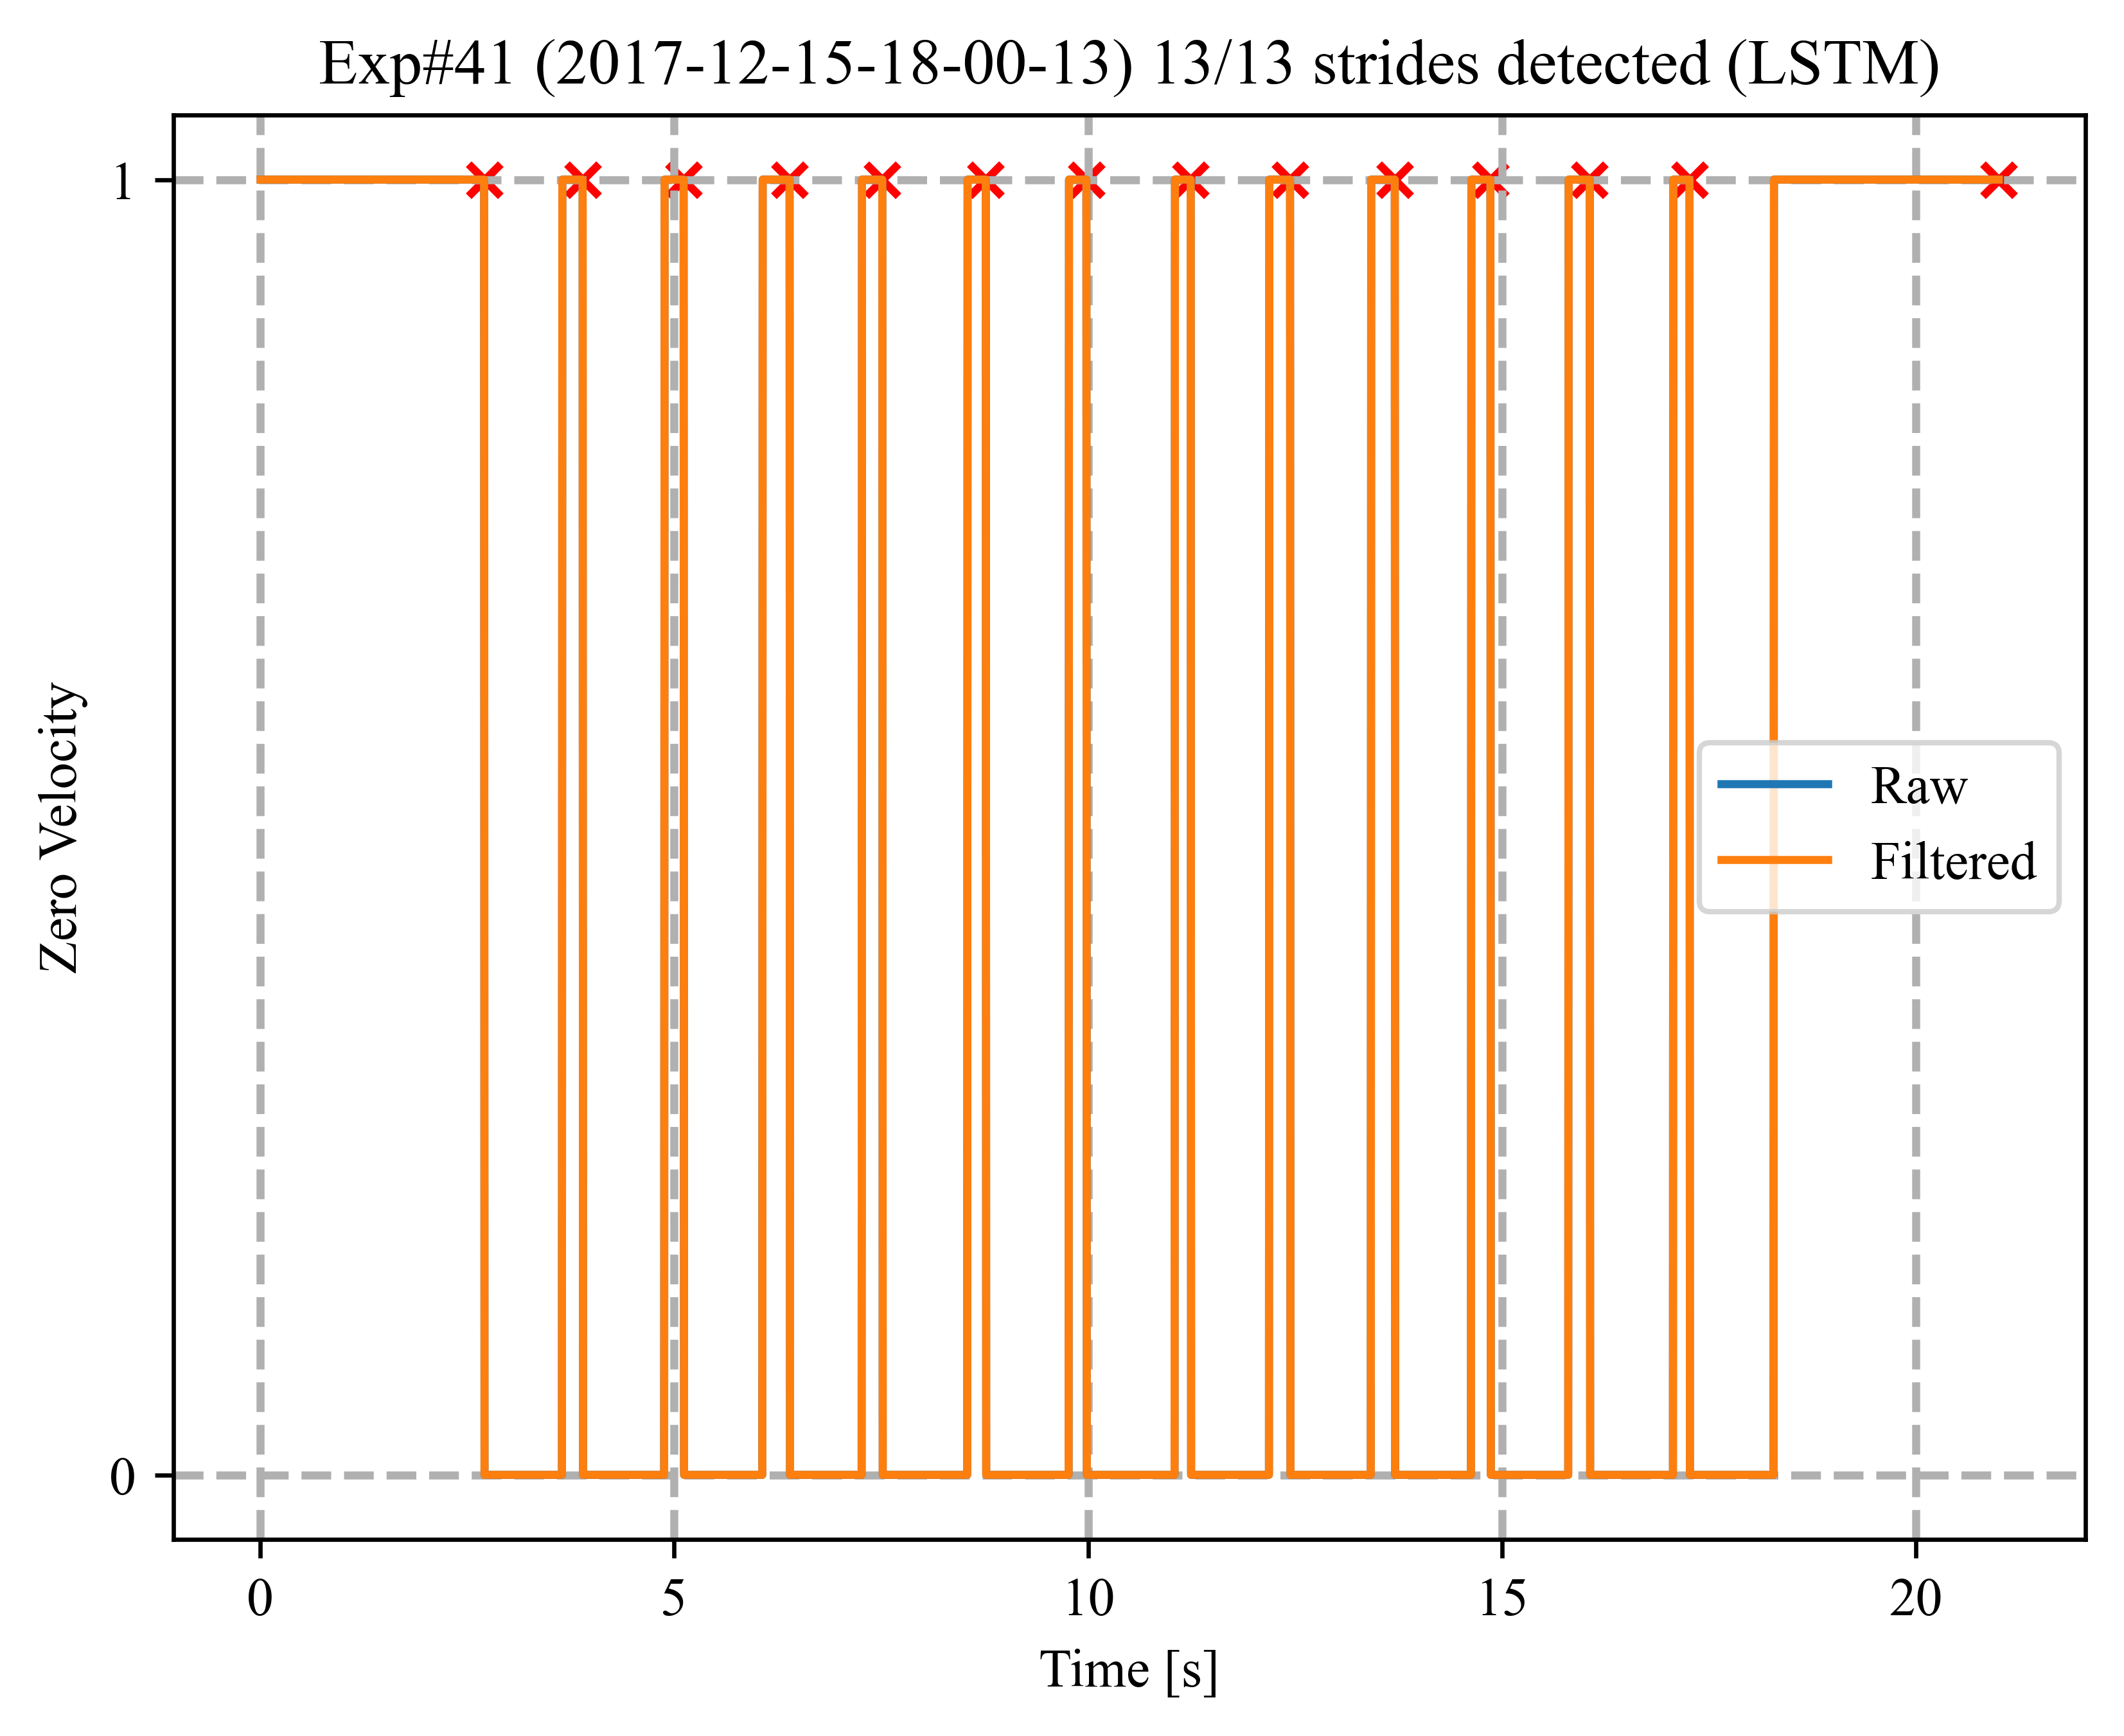 Exp#41 (2017-12-15-18-00-13) 13/13 strides detected (LSTM)
1
Zero Velocity
Raw
Filtered
0
0 5 10 15 20
Time [s]